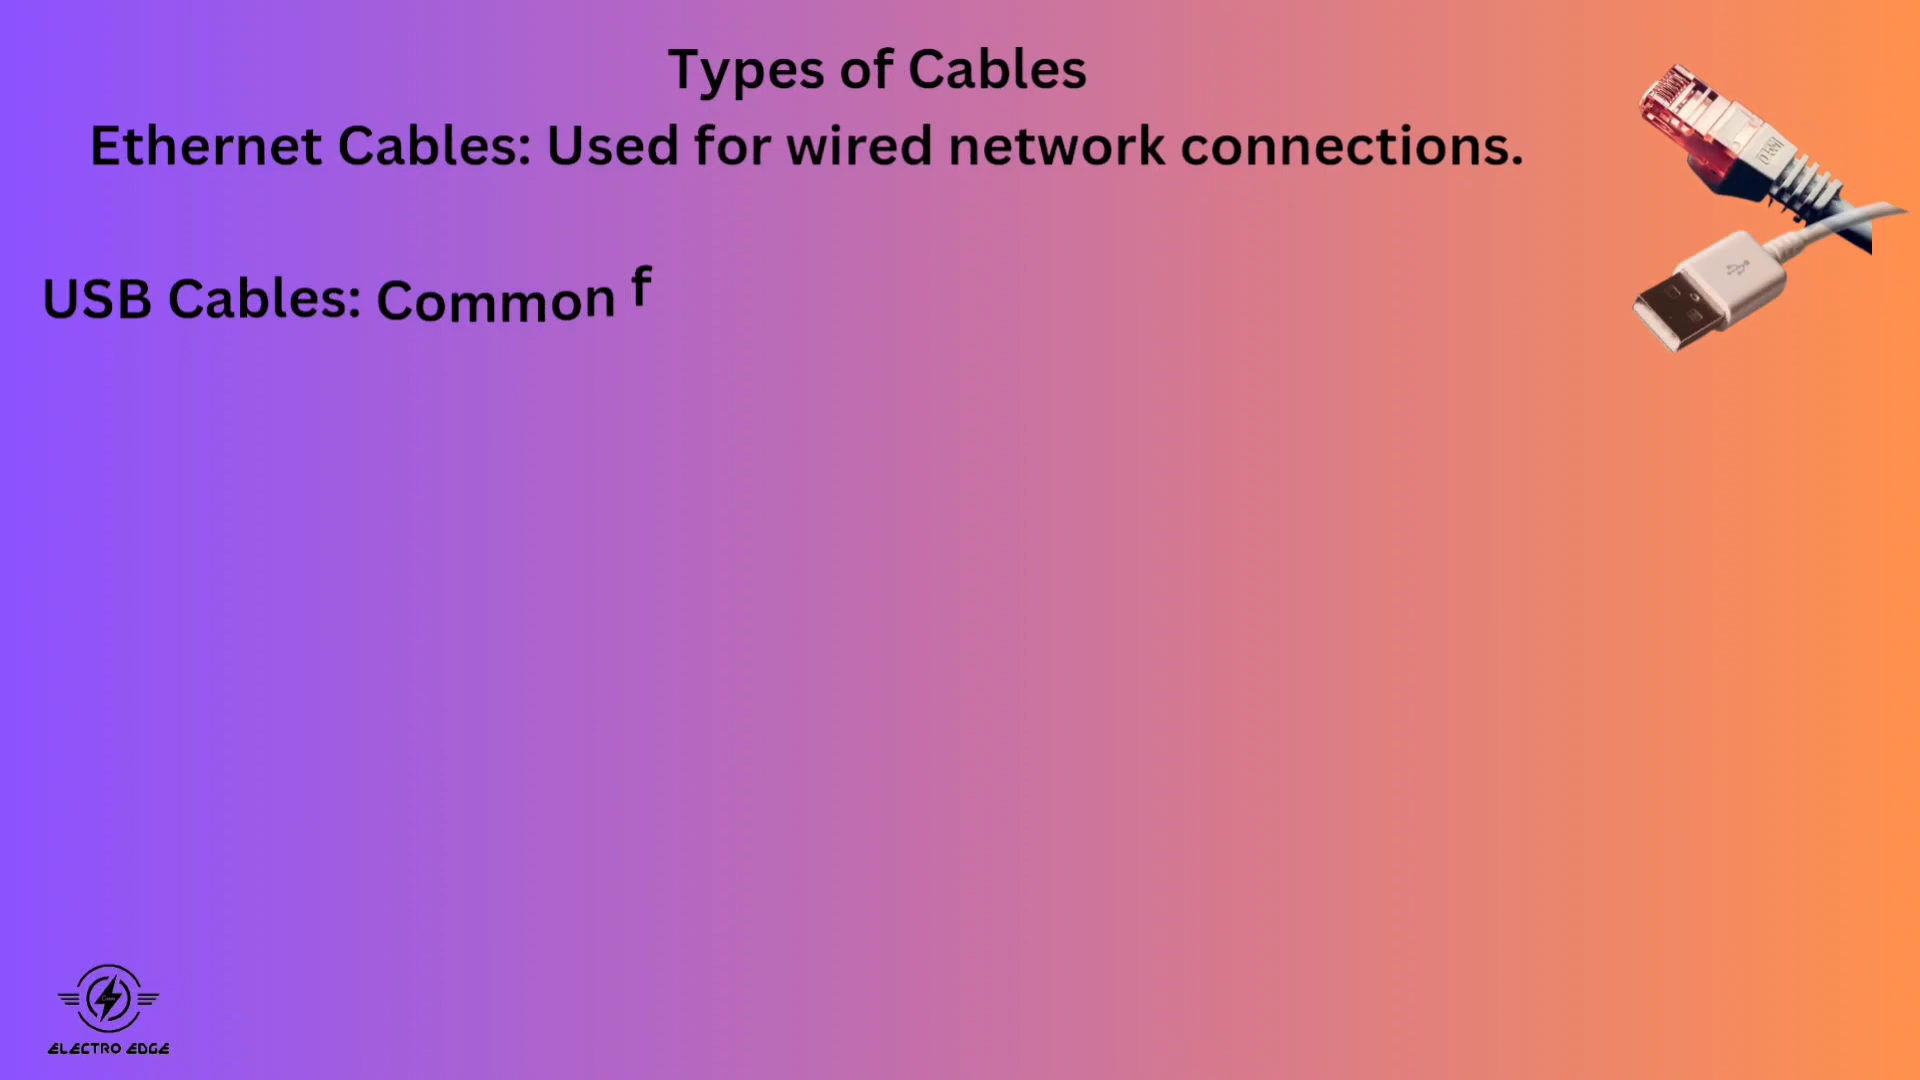 Types of Cables
Ethernet Cables: Used for wired network connections.
USB Cables: Common f
ELECTRO EDGE